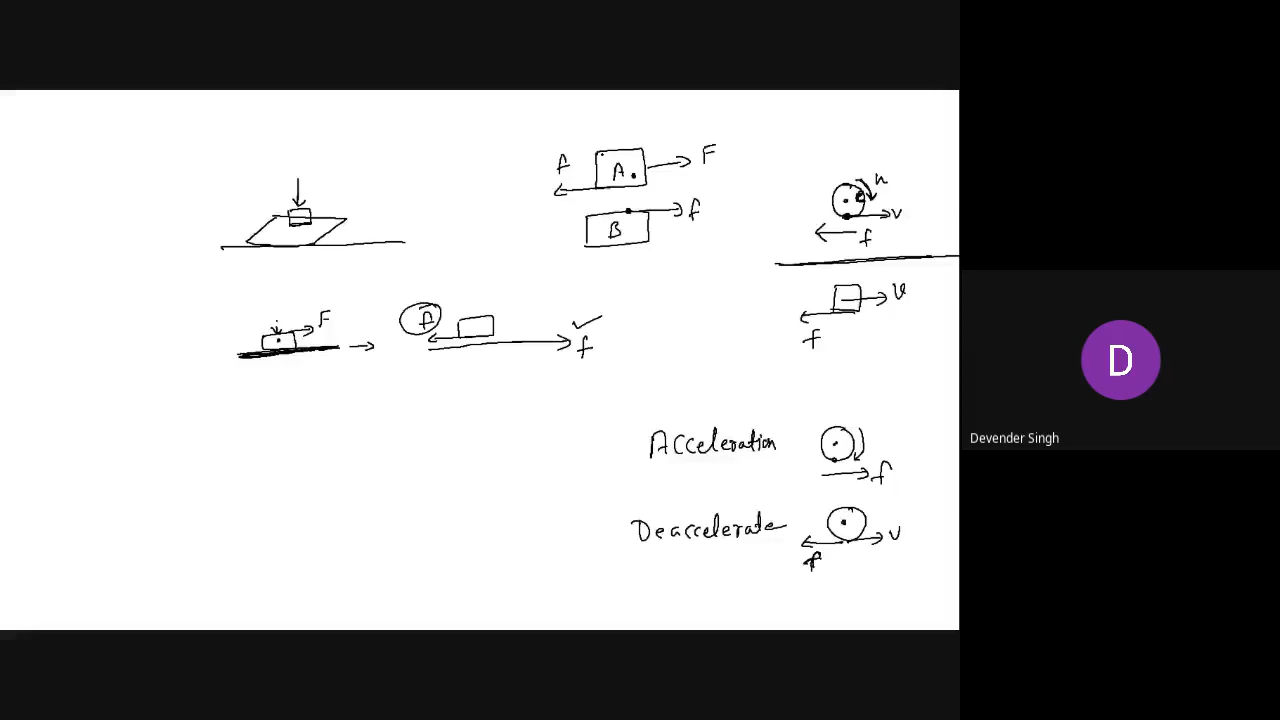 f A F
f
B
n
v
f
v
f
F
A
f
Acceleration
f
Deaccelerate
v
f
D
Devender Singh